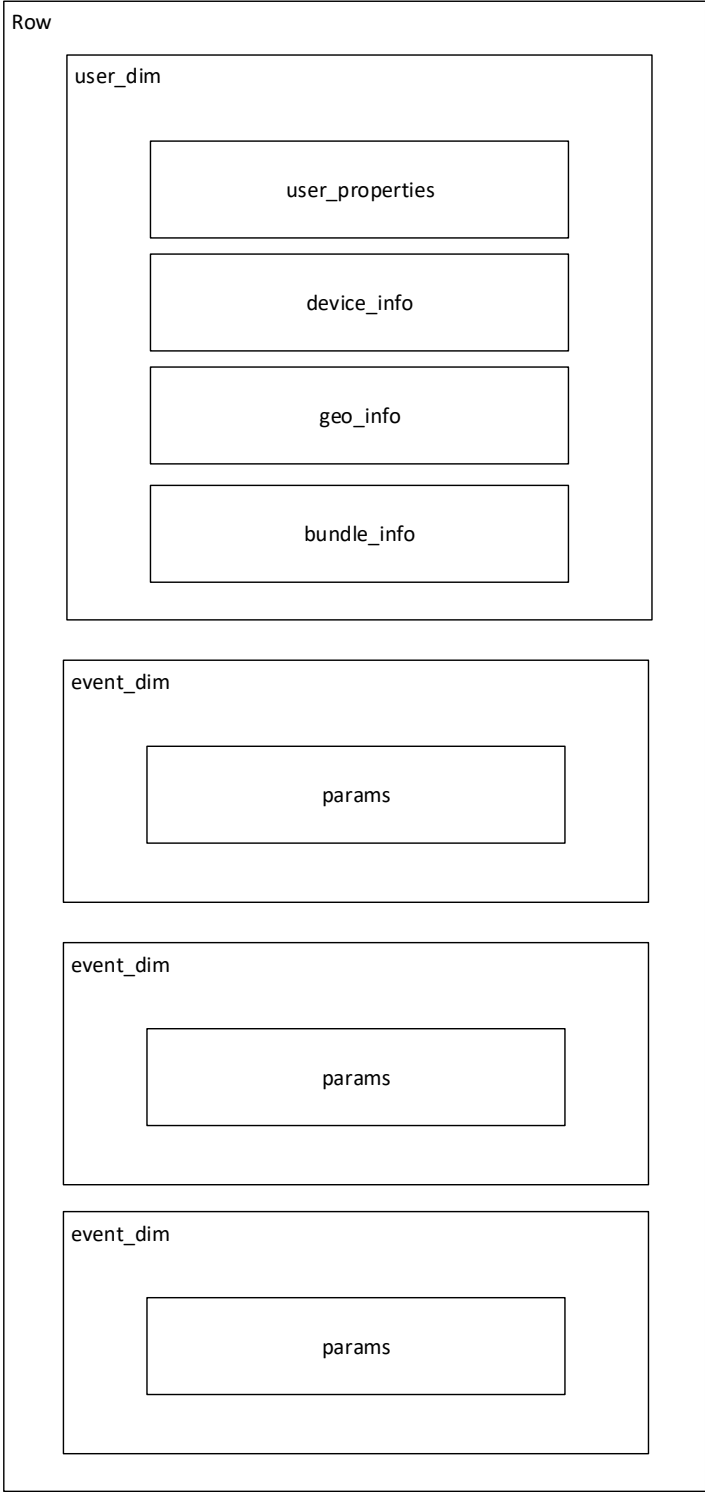 Row
user_dim
user_properties
device_info
geo_info
bundle_info
event_dim
params
event_dim
params
event_dim
params